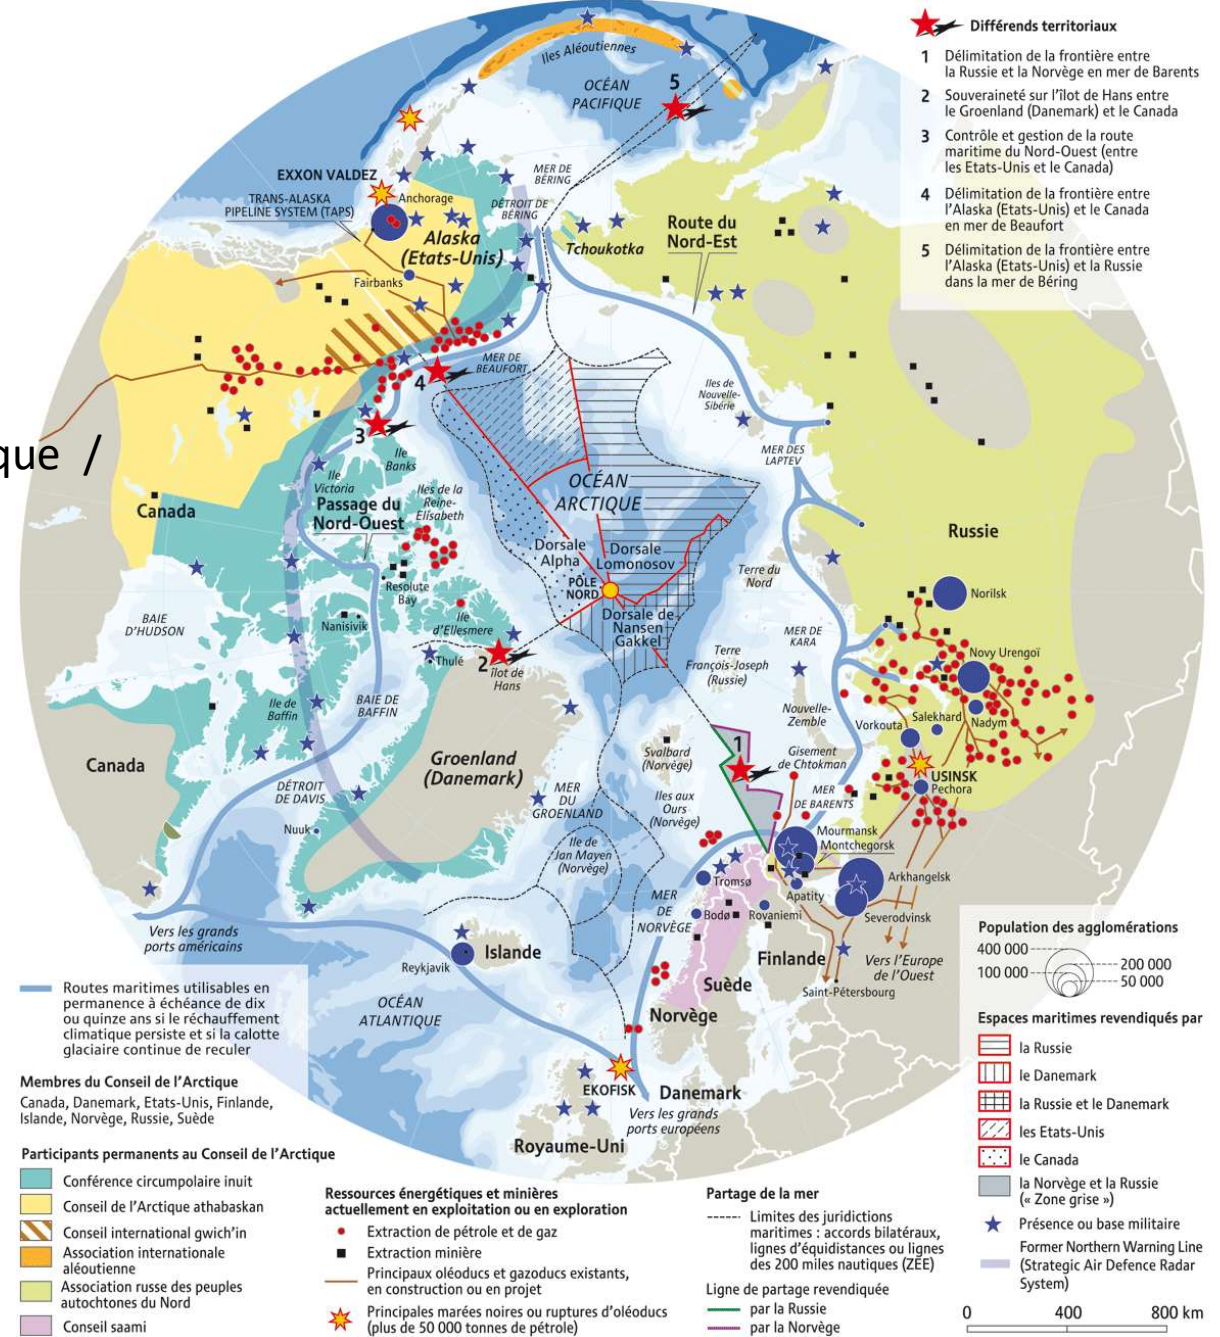 Différends territoriaux
1 Délimitation de la frontière entre
la Russie et la Norvège en mer de Barents
2 Souveraineté sur l'îlot de Hans entre
le Groenland (Danemark) et le Canada
3 Contrôle et gestion de la route
maritime du Nord-Ouest (entre
les Etats-Unis et le Canada)
4 Délimitation de la frontière entre
l'Alaska (Etats-Unis) et le Canada
en mer de Beaufort
5 Délimitation de la frontière entre
l'Alaska (Etats-Unis) et la Russie
dans la mer de Béring
Iles Aléoutiennes
OCÉAN
PACIFIQUE
5
EXXON VALDEZ
TRANS-ALASKA
PIPELINE SYSTEM (TAPS)
Anchorage
MER DE
BÉRING
DÉTROIT DE
BÉRING
Alaska
(Etats-Unis)
Tchoukotka
Route du
Nord-Est
Fairbanks
MER DE
BEAUFORT
4
3
Iles de
Nouvelle-
Sibérie
MER DES
LAPTEV
que /
Ile
Banks
Ile
Victoria
Passage du
Nord-Ouest
Iles de la
Reine-
Elisabeth
OCÉAN
ARCTIQUE
Canada
Russie
Dorsale
Alpha
Dorsale
Lomonosov
PÔLE
NORD
Terre du
Nord
Resolute
Bay
Norilsk
BAIE
D'HUDSON
Nanisivik
Ile
d'Ellesmere
Dorsale de
Nansen
Gakkel
MER DE
KARA
Novy Urengoï
Thulé
2
îlot de
Hans
Terre
François-Joseph
(Russie)
Ile de
Baffin
BAIE DE
BAFFIN
Nouvelle-
Zemble
Vorkouta
Salekhard
Nadym
Canada
Groenland
(Danemark)
Svalbard
(Norvège)
1
Gisement
de Chtokman
USINSK
Pechora
DÉTROIT
DE DAVIS
MER
DU
GROENLAND
Iles aux
Ours
(Norvège)
MER
DE BARENTS
Nuuk
Ile de
Jan Mayen
(Norvège)
Mourmansk
Montchegorsk
Tromsø
Apatity
Arkhangelsk
MER
DE
NORVÈGE
Bodø
Rovaniemi
Severodvinsk
Vers les grands
ports américains
Reykjavik
Islande
Finlande
Vers l'Europe
de l'Ouest
Suède
Saint-Pétersbourg
OCÉAN
ATLANTIQUE
Norvège
EKOFISK
Danemark
Vers les grands
ports européens
Royaume-Uni
Routes maritimes utilisables en
permanence à échéance de dix
ou quinze ans si le réchauffement
climatique persiste et si la calotte
glaciaire continue de reculer
Membres du Conseil de l'Arctique
Canada, Danemark, Etats-Unis, Finlande,
Islande, Norvège, Russie, Suède
Participants permanents au Conseil de l'Arctique
Conférence circumpolaire inuit
Conseil de l'Arctique athabaskan
Conseil international gwich'in
Association internationale
aléoutienne
Association russe des peuples
autochtones du Nord
Conseil saami
Ressources énergétiques et minières
actuellement en exploitation ou en exploration
Extraction de pétrole et de gaz
Extraction minière
Principaux oléducs et gazoducs existants,
en construction ou en projet
Principales marées noires ou ruptures d'oléducs
(plus de 50 000 tonnes de pétrole)
Partage de la mer
Limites des juridictions
maritimes : accords bilatéraux,
lignes d'équidistances ou lignes
des 200 miles nautiques (ZEE)
Ligne de partage revendiquée
par la Russie
par la Norvège
Population des agglomérations
400 000
200 000
100 000
50 000
Espaces maritimes revendiqués par
la Russie
le Danemark
la Russie et le Danemark
les Etats-Unis
le Canada
la Norvège et la Russie
(« Zone grise »)
Présence ou base militaire
Former Northern Warning Line
(Strategic Air Defence Radar
System)
0 400 800 km